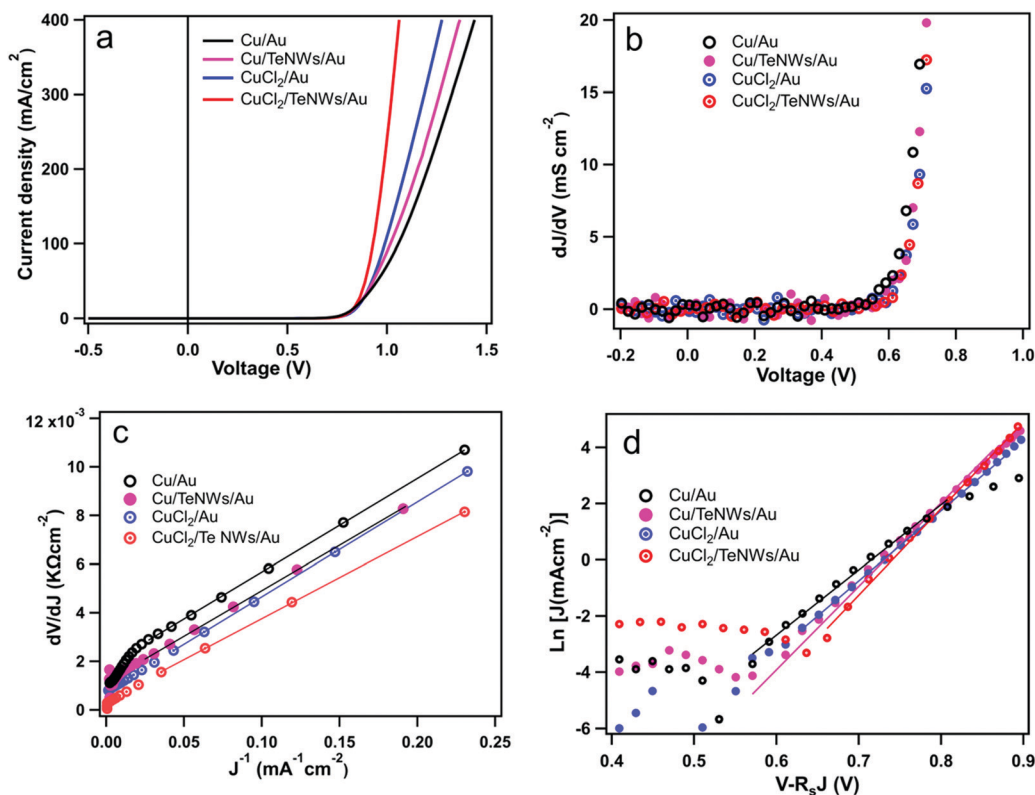 a
Current density (mA/cm²)
400
300
200
100
0
-0.5
0.0
0.5
1.0
1.5
Voltage (V)
Cu/Au
Cu/TeNWs/Au
CuCl₂/Au
CuCl₂/TeNWs/Au
b
dJ/dV (mS cm⁻²)
20
15
10
5
0
-0.2
0.0
0.2
0.4
0.6
0.8
1.0
Voltage (V)
Cu/Au
Cu/TeNWs/Au
CuCl₂/Au
CuCl₂/TeNWs/Au
c
dV/dJ (KΩcm⁻²)
12 x10⁻³
10
8
6
4
2
0
0.00
0.05
0.10
0.15
0.20
0.25
J⁻¹ (mA⁻¹cm⁻²)
Cu/Au
Cu/TeNWs/Au
CuCl₂/Au
CuCl₂/Te NWs/Au
d
Ln [J(mAcm⁻²)]
4
2
0
-2
-4
-6
0.4
0.5
0.6
0.7
0.8
0.9
V-RₛJ (V)
Cu/Au
Cu/TeNWs/Au
CuCl₂/Au
CuCl₂/TeNWs/Au